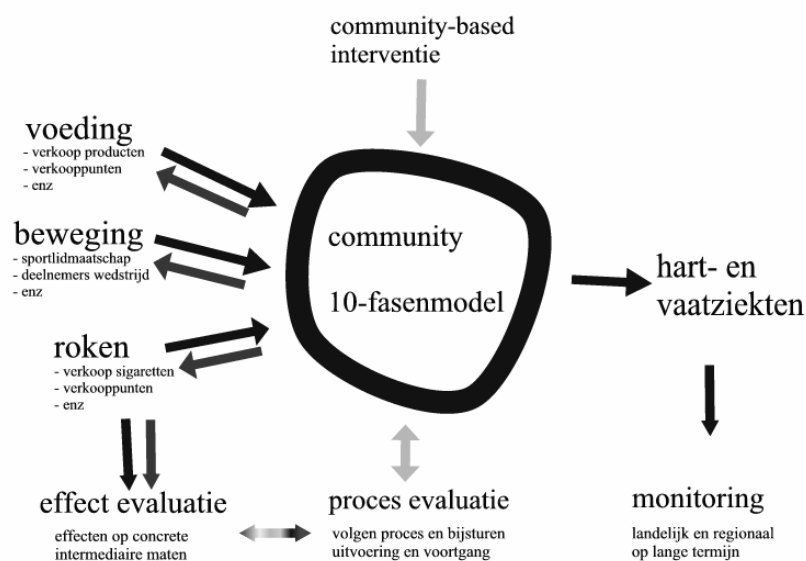 community-based
interventie
voeding
- verkoop producten
- verkooppunten
- enz
beweging
- sportlidmaatschap
- deelnemers wedstrijd
- enz
roken
- verkoop sigaretten
- verkooppunten
- enz
community
10-fasenmodel
hart- en
vaatziekten
effect evaluatie
effecten op concrete
intermediaire maten
proces evaluatie
volgen proces en bijsturen
uitvoering en voortgang
monitoring
landelijk en regionaal
op lange termijn